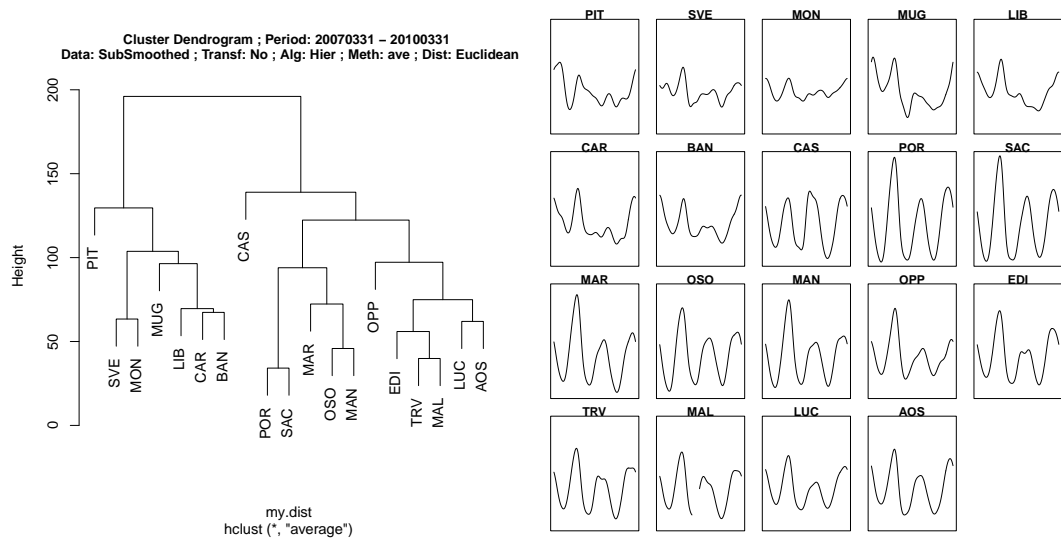 Cluster Dendrogram ; Period: 20070331 − 20100331
Data: SubSmoothed ; Transf: No ; Alg: Hier ; Meth: ave ; Dist: Euclidean
Height
200
150
100
50
0
PIT
SVE
MON
MUG
LIB
CAR
BAN
CAS
POR
SAC
MAR
OSO
MAN
OPP
EDI
TRV
MAL
LUC
AOS
my.dist
hclust (*, "average")
PIT SVE MON MUG LIB
CAR BAN CAS POR SAC
MAR OSO MAN OPP EDI
TRV MAL LUC AOS